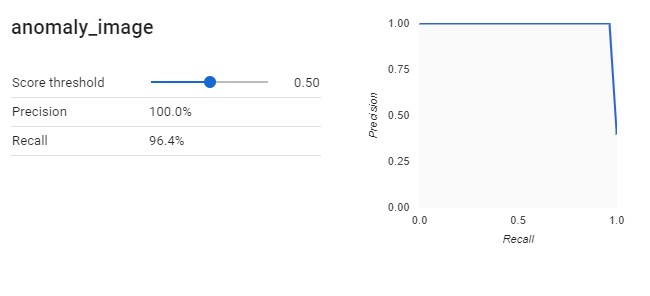 anomaly_image
Score threshold 0.50
Precision 100.0%
Recall 96.4%
1.00
0.75
0.50
0.25
0.00
Precision
0.0 0.5 1.0
Recall